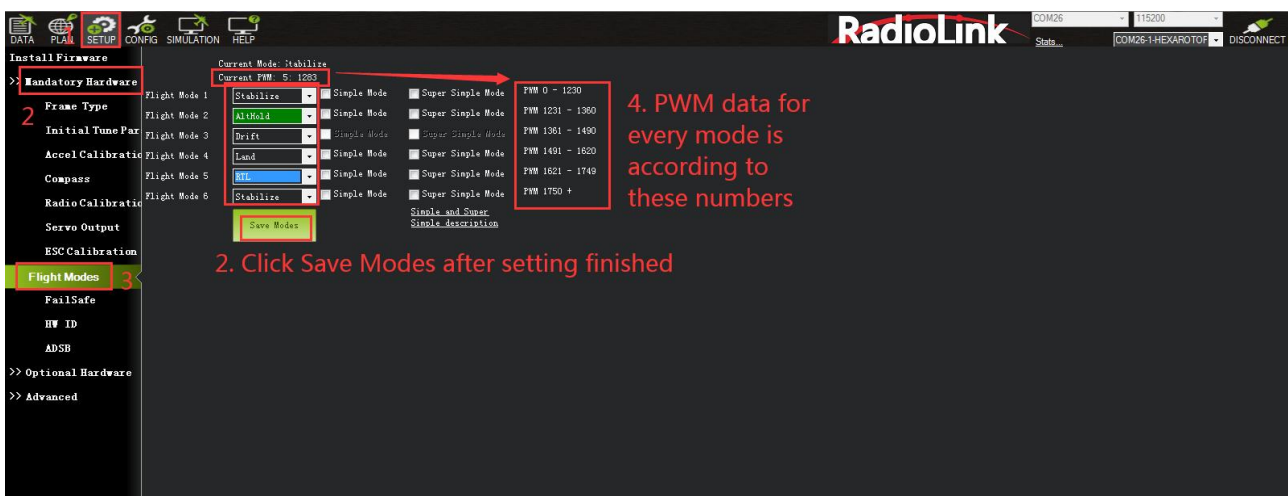 DATA PLAN SETUP CONFIG SIMULATION HELP
1
RadioLink
COM26 115200
Stats... COM26-1-HEXAROTOR DISCONNECT
Install Firmware
>> Mandatory Hardware
2
Frame Type
Initial Tune Par
Accel Calibratio
Compass
Radio Calibratio
Servo Output
ESC Calibration
Flight Modes 3
FailSafe
HW ID
ADSB
>> Optional Hardware
>> Advanced
Current Mode: Stabilize
Current PWM: 5: 1283
Flight Mode 1 Stabilize Simple Mode Super Simple Mode PWM 0 - 1230
Flight Mode 2 AltHold Simple Mode Super Simple Mode PWM 1231 - 1360
Flight Mode 3 Drift Simple Mode Super Simple Mode PWM 1361 - 1490
Flight Mode 4 Land Simple Mode Super Simple Mode PWM 1491 - 1620
Flight Mode 5 RTL Simple Mode Super Simple Mode PWM 1621 - 1749
Flight Mode 6 Stabilize Simple Mode Super Simple Mode PWM 1750 +
Save Modes
Simple and Super
Simple description
4. PWM data for
every mode is
according to
these numbers
2. Click Save Modes after setting finished